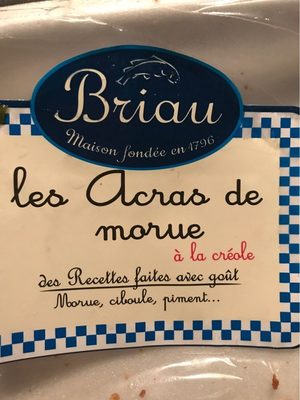 Briau
Maison fondée en 1796
les Acras de
morue
à la créole
des Recettes faites avec goût
Morue, ciboule, piment...